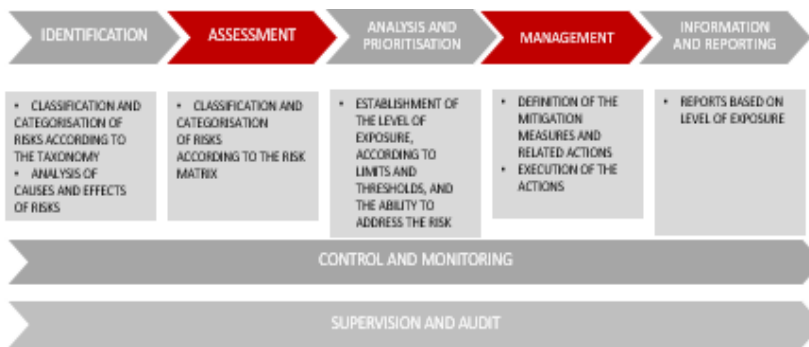 IDENTIFICATION
ASSESSMENT
ANALYSIS AND
PRIORITISATION
MANAGEMENT
INFORMATION
AND REPORTING
• CLASSIFICATION AND
CATEGORISATION OF
RISKS ACCORDING TO
THE TAXONOMY
• ANALYSIS OF
CAUSES AND EFFECTS
OF RISKS
• CLASSIFICATION AND
CATEGORISATION
OF RISKS
ACCORDING TO THE RISK
MATRIX
• ESTABLISHMENT OF
THE LEVEL OF
EXPOSURE,
ACCORDING TO
LIMITS AND
THRESHOLDS, AND
THE ABILITY TO
ADDRESS THE RISK
• DEFINITION OF THE
MITIGATION
MEASURES AND
RELATED ACTIONS
• EXECUTION OF THE
ACTIONS
• REPORTS BASED ON
LEVEL OF EXPOSURE
CONTROL AND MONITORING
SUPERVISION AND AUDIT